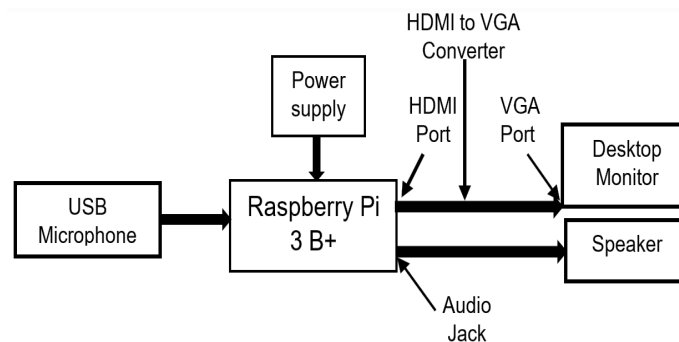 HDMI to VGA
Converter
Power
supply
HDMI
Port
VGA
Port
Desktop
Monitor
USB
Microphone
Raspberry Pi
3 B+
Speaker
Audio
Jack